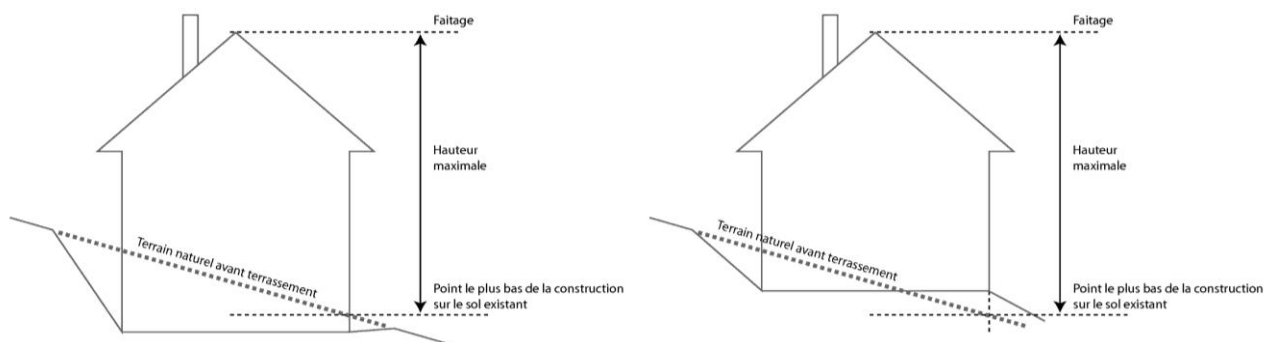 Faitage
Hauteur
maximale
Terrain naturel avant terrassement
Point le plus bas de la construction
sur le sol existant
Faitage
Hauteur
maximale
Terrain naturel avant terrassement
Point le plus bas de la construction
sur le sol existant